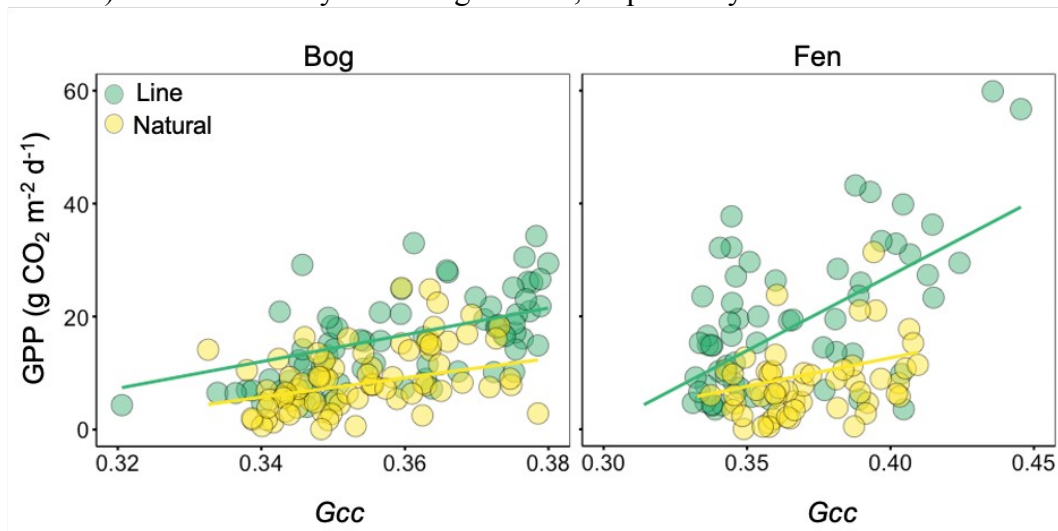 Bog
Fen
Line
Natural
GPP (g CO₂ m⁻² d⁻¹)
60
40
20
0
0.32 0.34 0.36 0.38
0.30 0.35 0.40 0.45
Gcc
Gcc